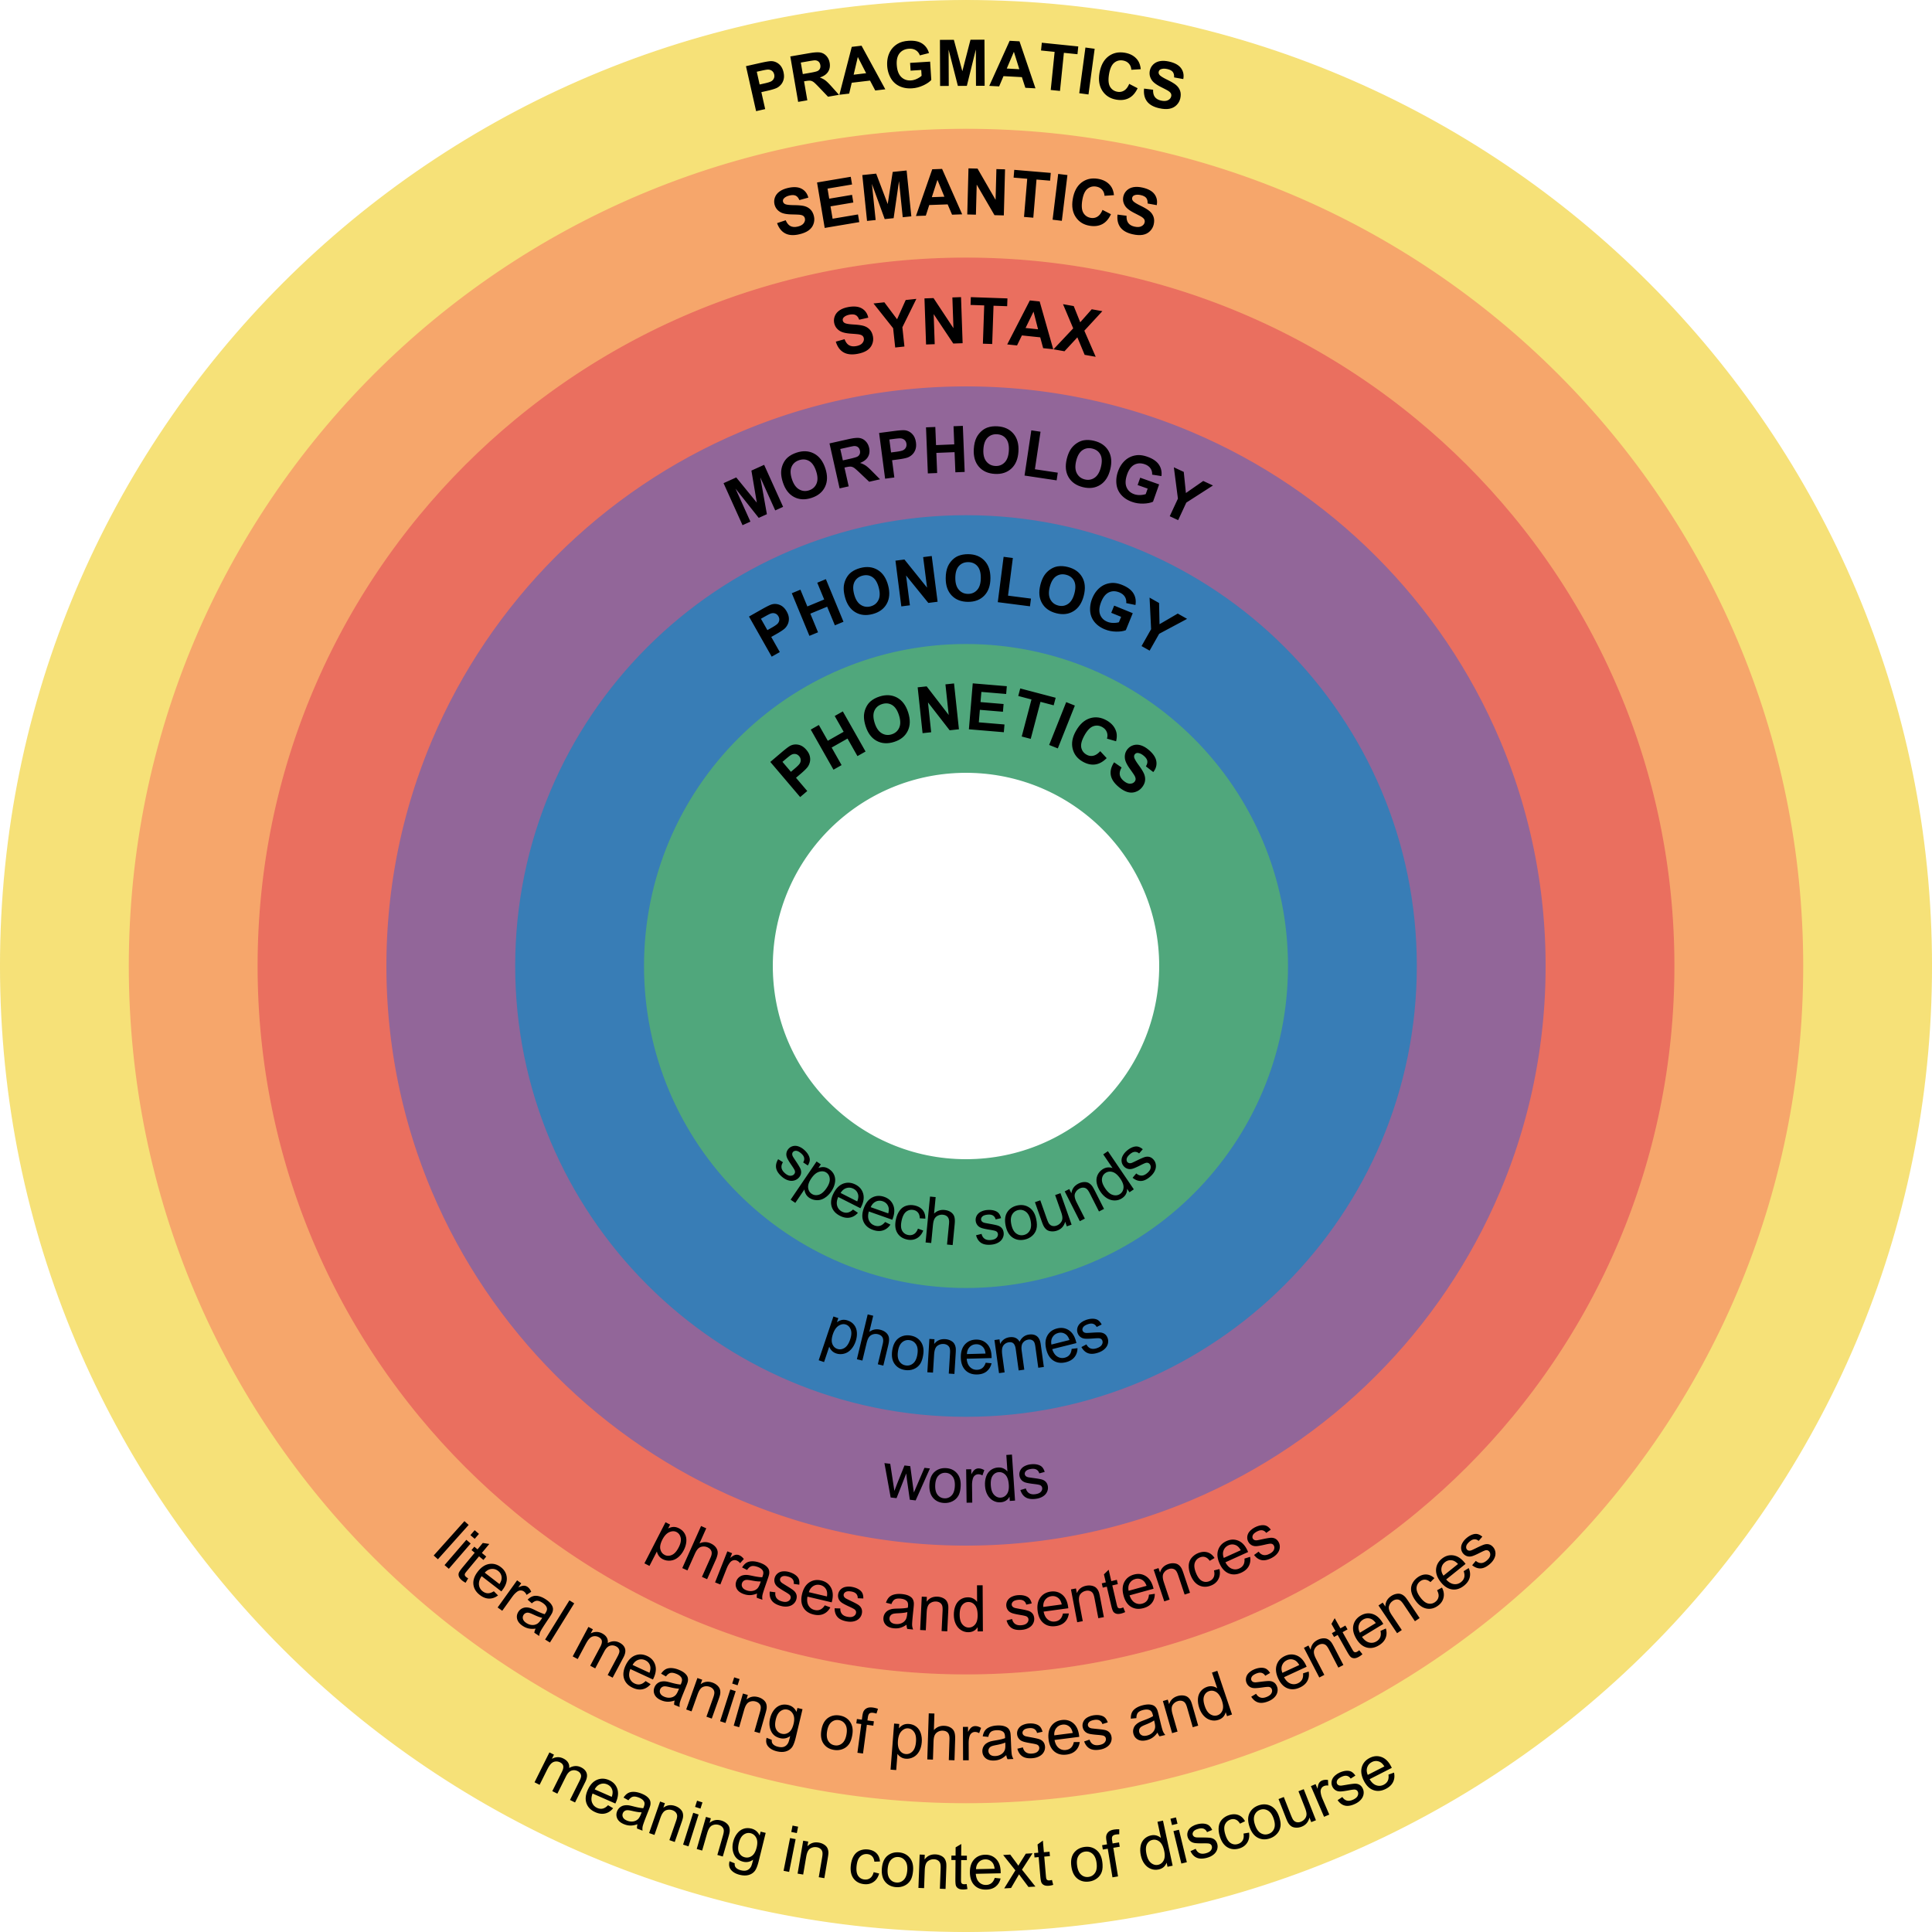 PRAGMATICS
SEMANTICS
SYNTAX
MORPHOLOGY
PHONOLOGY
PHONETICS
speech sounds
phonemes
words
phrases and sentences
literal meaning of phrases and sentences
meaning in context of discourse